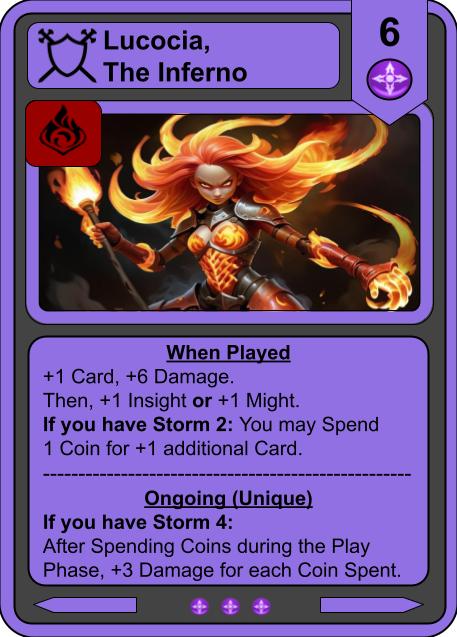 Lucocia,
The Inferno
6
When Played
+1 Card, +6 Damage.
Then, +1 Insight or +1 Might.
If you have Storm 2: You may Spend
1 Coin for +1 additional Card.
Ongoing (Unique)
If you have Storm 4:
After Spending Coins during the Play
Phase, +3 Damage for each Coin Spent.